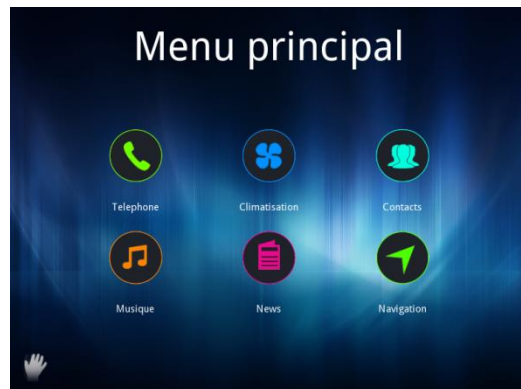 Menu principal
Telephone Climatisation Contacts
Musique News Navigation